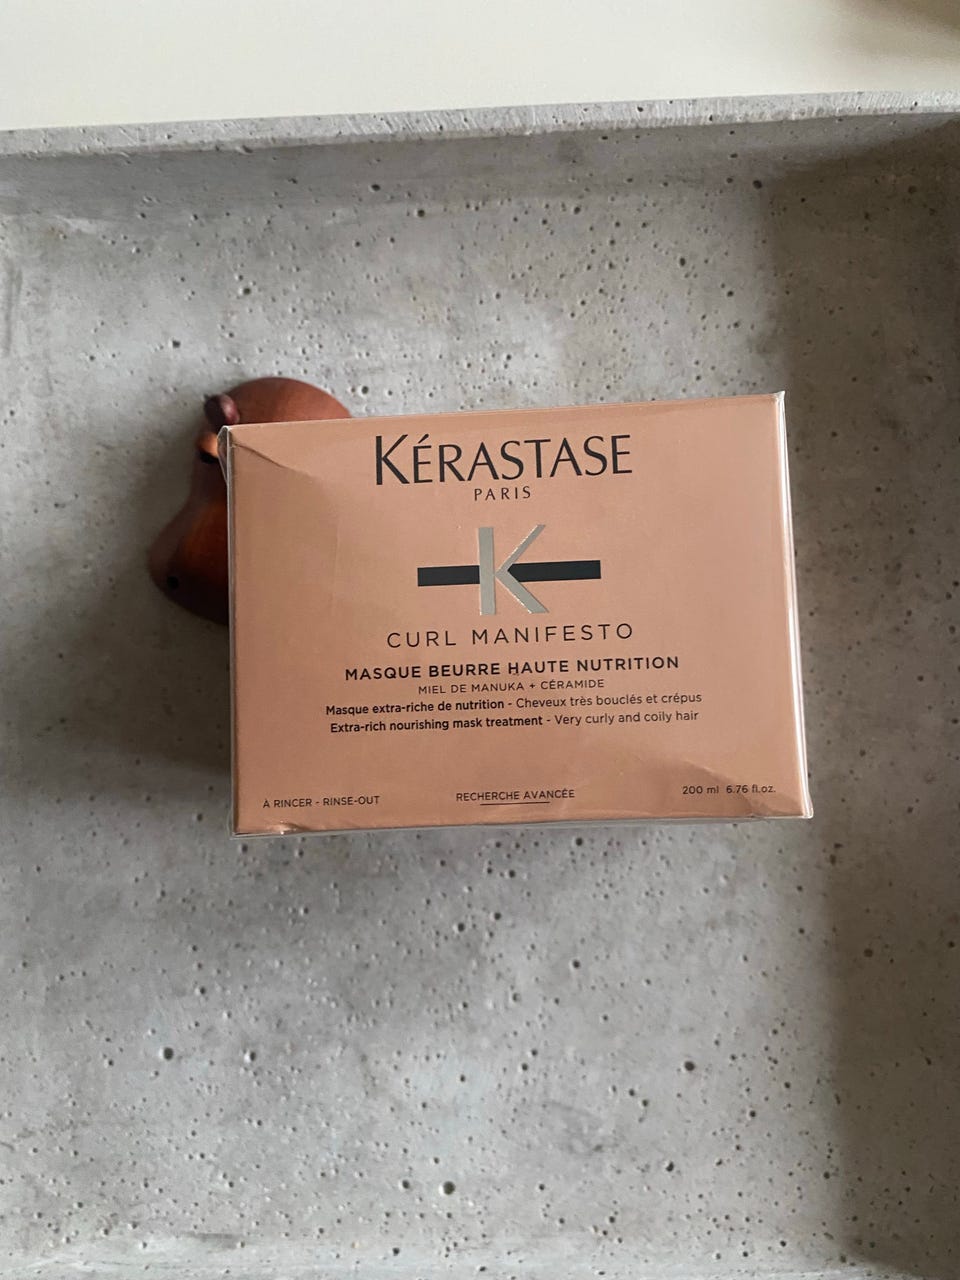 KÉRASTASE
PARIS
K
CURL MANIFESTO
MASQUE BEURRE HAUTE NUTRITION
MIEL DE MANUKA + CÉRAMIDE
Masque extra-riche de nutrition - Cheveux très bouclés et crépus
Extra-rich nourishing mask treatment - Very curly and coily hair
À RINCER - RINSE-OUT RECHERCHE AVANCÉE 200 ml 6.76 fl.oz.